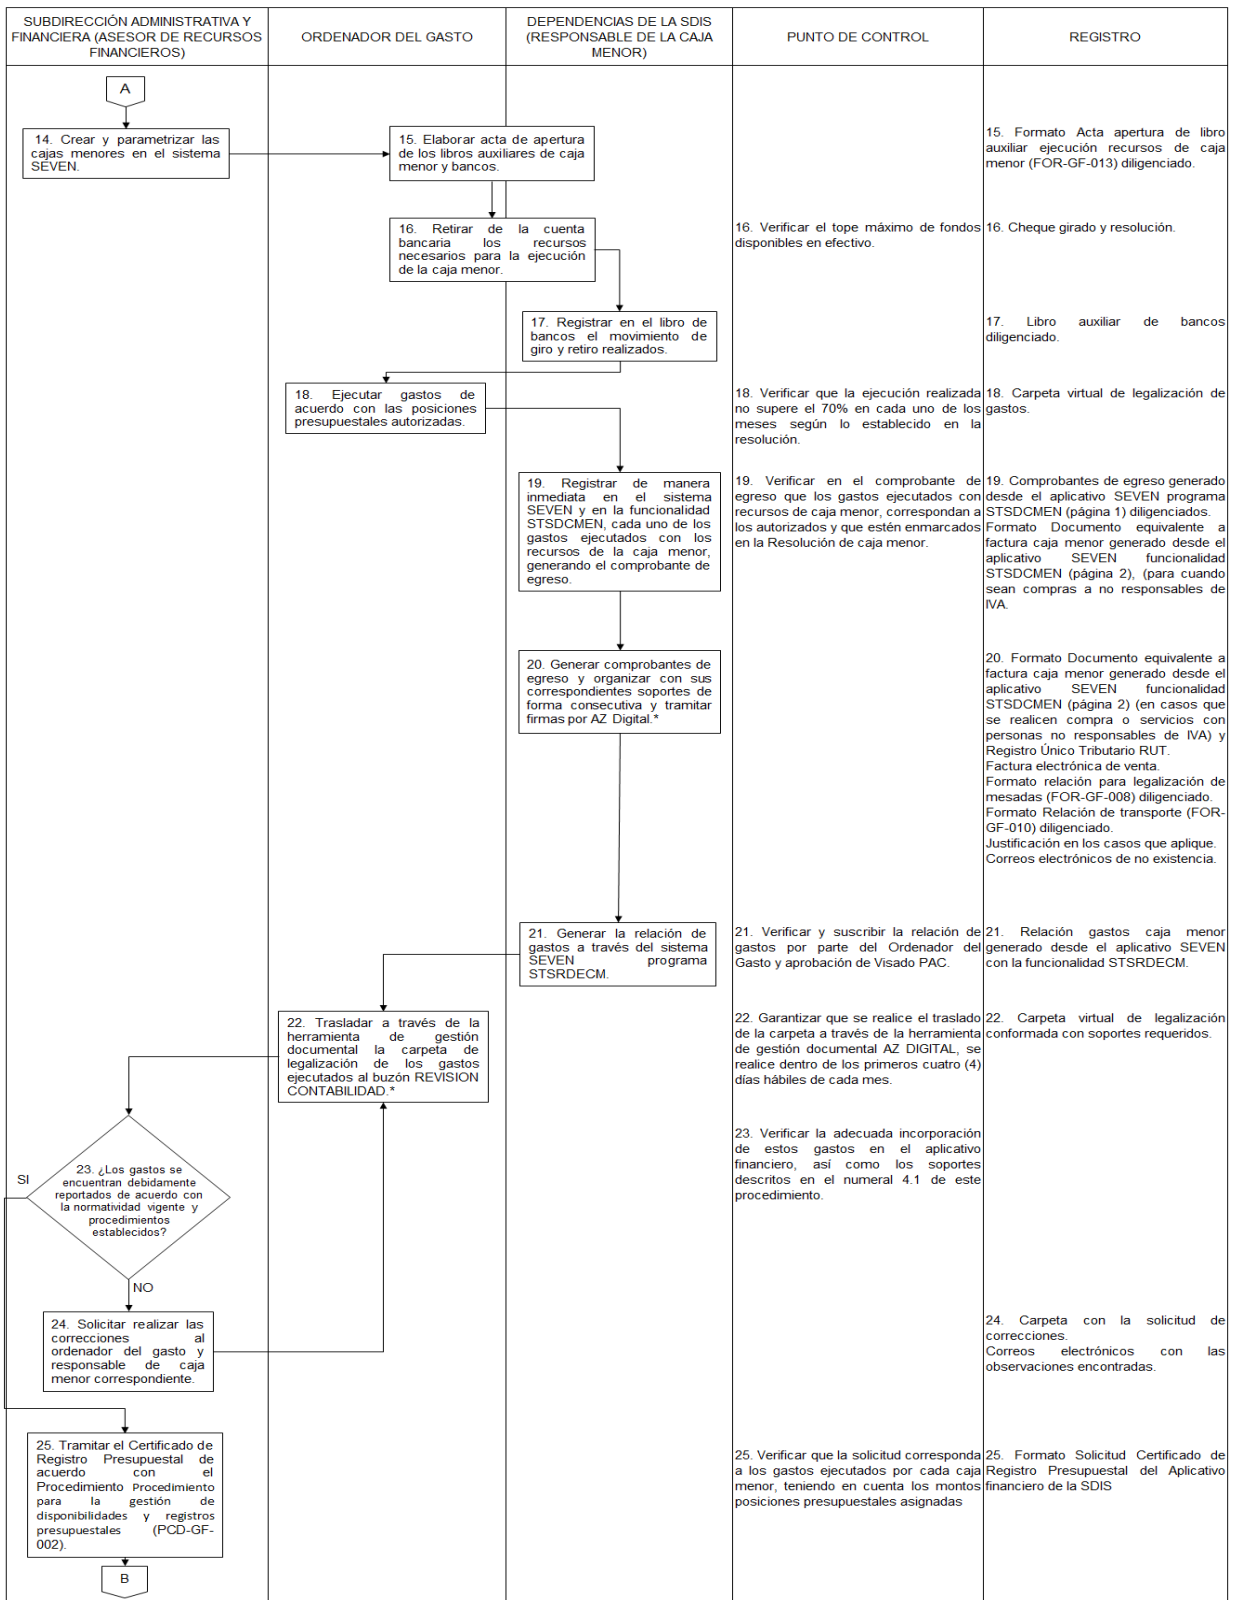 SUBDIRECCIÓN ADMINISTRATIVA Y
FINANCIERA (ASESOR DE RECURSOS
FINANCIEROS)
ORDENADOR DEL GASTO
DEPENDENCIAS DE LA SDIS
(RESPONSABLE DE LA CAJA
MENOR)
PUNTO DE CONTROL
REGISTRO
A
14. Crear y parametrizar las
cajas menores en el sistema
SEVEN.
15. Elaborar acta de apertura
de los libros auxiliares de caja
menor y bancos.
15. Formato Acta apertura de libro
auxiliar ejecución recursos de caja
menor (FOR-GF-013) diligenciado.
16. Retirar de la cuenta
bancaria los recursos
necesarios para la ejecución
de la caja menor.
16. Verificar el tope máximo de fondos
disponibles en efectivo.
16. Cheque girado y resolución.
17. Registrar en el libro de
bancos el movimiento de
giro y retiro realizados.
17. Libro auxiliar de bancos
diligenciado.
18. Ejecutar gastos de
acuerdo con las posiciones
presupuestales autorizadas.
18. Verificar que la ejecución realizada
no supere el 70% en cada uno de los
meses según lo establecido en la
resolución.
18. Carpeta virtual de legalización de
gastos.
19. Registrar de manera
inmediata en el sistema
SEVEN y en la funcionalidad
STSDCMEN, cada uno de los
gastos ejecutados con los
recursos de la caja menor,
generando el comprobante de
egreso.
19. Verificar en el comprobante de
egreso que los gastos ejecutados con
recursos de caja menor, correspondan a
los autorizados y que estén enmarcados
en la Resolución de caja menor.
19. Comprobantes de egreso generado
desde el aplicativo SEVEN programa
STSDCMEN (página 1) diligenciados.
Formato Documento equivalente a
factura caja menor generado desde el
aplicativo SEVEN funcionalidad
STSDCMEN (página 2), (para cuando
sean compras a no responsables de
IVA.
20. Generar comprobantes de
egreso y organizar con sus
correspondientes soportes de
forma consecutiva y tramitar
firmas por AZ Digital.*
20. Formato Documento equivalente a
factura caja menor generado desde el
aplicativo SEVEN funcionalidad
STSDCMEN (página 2) (en casos que
se realicen compra o servicios con
personas no responsables de IVA) y
Registro Único Tributario RUT.
Factura electrónica de venta.
Formato relación para legalización de
mesadas (FOR-GF-008) diligenciado.
Formato Relación de transporte (FOR-
GF-010) diligenciado.
Justificación en los casos que aplique.
Correos electrónicos de no existencia.
21. Generar la relación de
gastos a través del sistema
SEVEN programa
STSRDECM.
21. Verificar y suscribir la relación de
gastos por parte del Ordenador del
Gasto y aprobación de Visado PAC.
21. Relación gastos caja menor
generado desde el aplicativo SEVEN
con la funcionalidad STSRDECM.
22. Trasladar a través de la
herramienta de gestión
documental la carpeta de
legalización de los gastos
ejecutados al buzón REVISION
CONTABILIDAD.*
22. Garantizar que se realice el traslado
de la carpeta a través de la herramienta
de gestión documental AZ DIGITAL, se
realice dentro de los primeros cuatro (4)
días hábiles de cada mes.
22. Carpeta virtual de legalización
conformada con soportes requeridos.
23. ¿Los gastos se
encuentran debidamente
reportados de acuerdo con
la normatividad vigente y
procedimientos
establecidos?
SI
NO
23. Verificar la adecuada incorporación
de estos gastos en el aplicativo
financiero, así como los soportes
descritos en el numeral 4.1 de este
procedimiento.
24. Solicitar realizar las
correcciones al
ordenador del gasto y
responsable de caja
menor correspondiente.
24. Carpeta con la solicitud de
correcciones.
Correos electrónicos con las
observaciones encontradas.
25. Tramitar el Certificado de
Registro Presupuestal de
acuerdo con el
Procedimiento Procedimiento
para la gestión de
disponibilidades y registros
presupuestales (PCD-GF-
002).
25. Verificar que la solicitud corresponda
a los gastos ejecutados por cada caja
menor, teniendo en cuenta los montos
posiciones presupuestales asignadas
25. Formato Solicitud Certificado de
Registro Presupuestal del Aplicativo
financiero de la SDIS
B